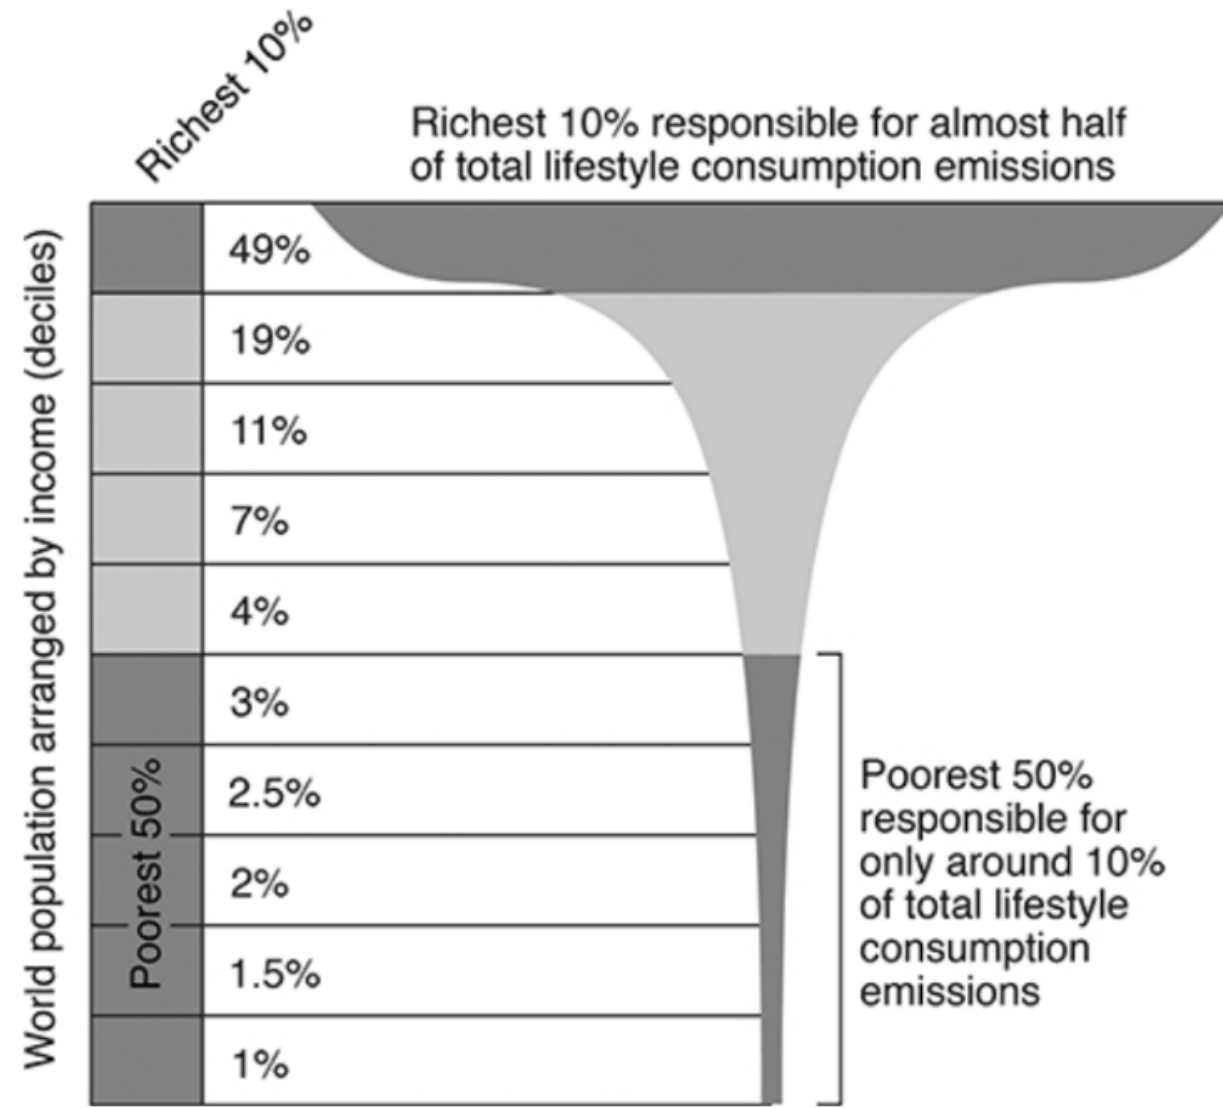 Richest 10%
Richest 10% responsible for almost half
of total lifestyle consumption emissions
World population arranged by income (deciles)
49%
19%
11%
7%
4%
3%
2.5%
2%
1.5%
1%
Poorest 50%
Poorest 50%
responsible for
only around 10%
of total lifestyle
consumption
emissions